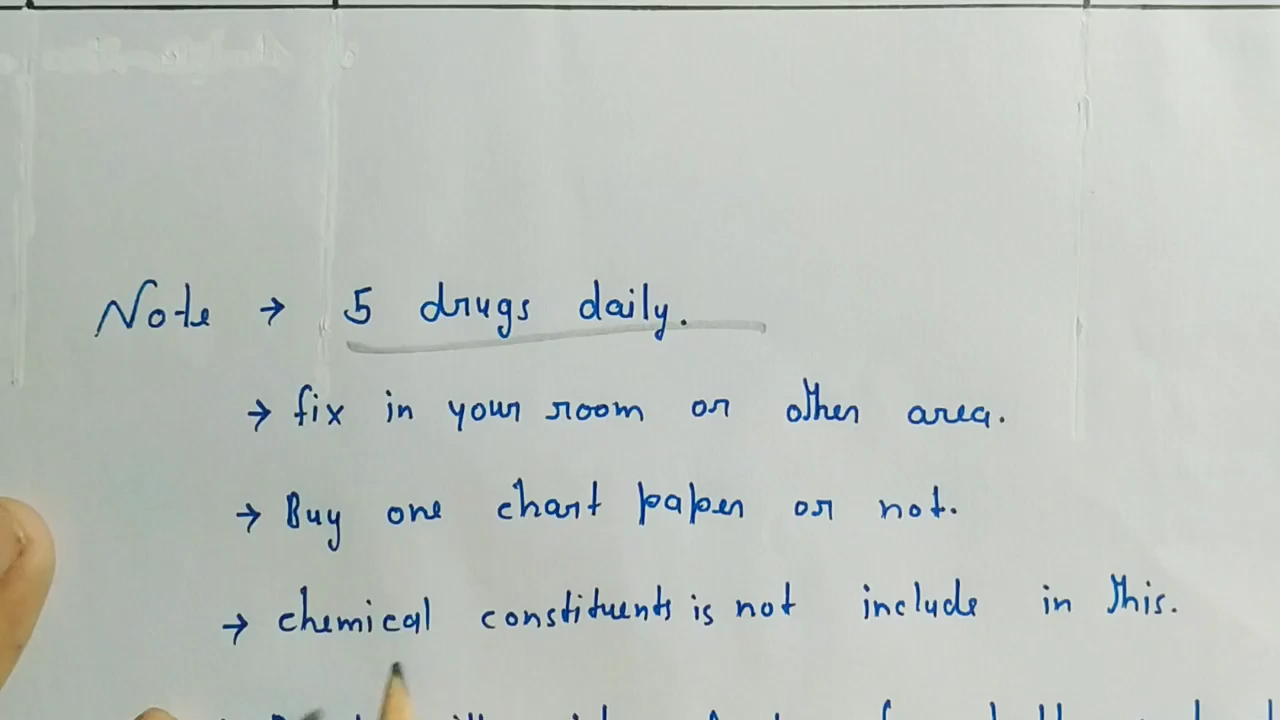 Note → 5 drugs daily.
→ fix in your room or other area.
→ Buy one chart paper or not.
→ chemical constituents is not include in this.